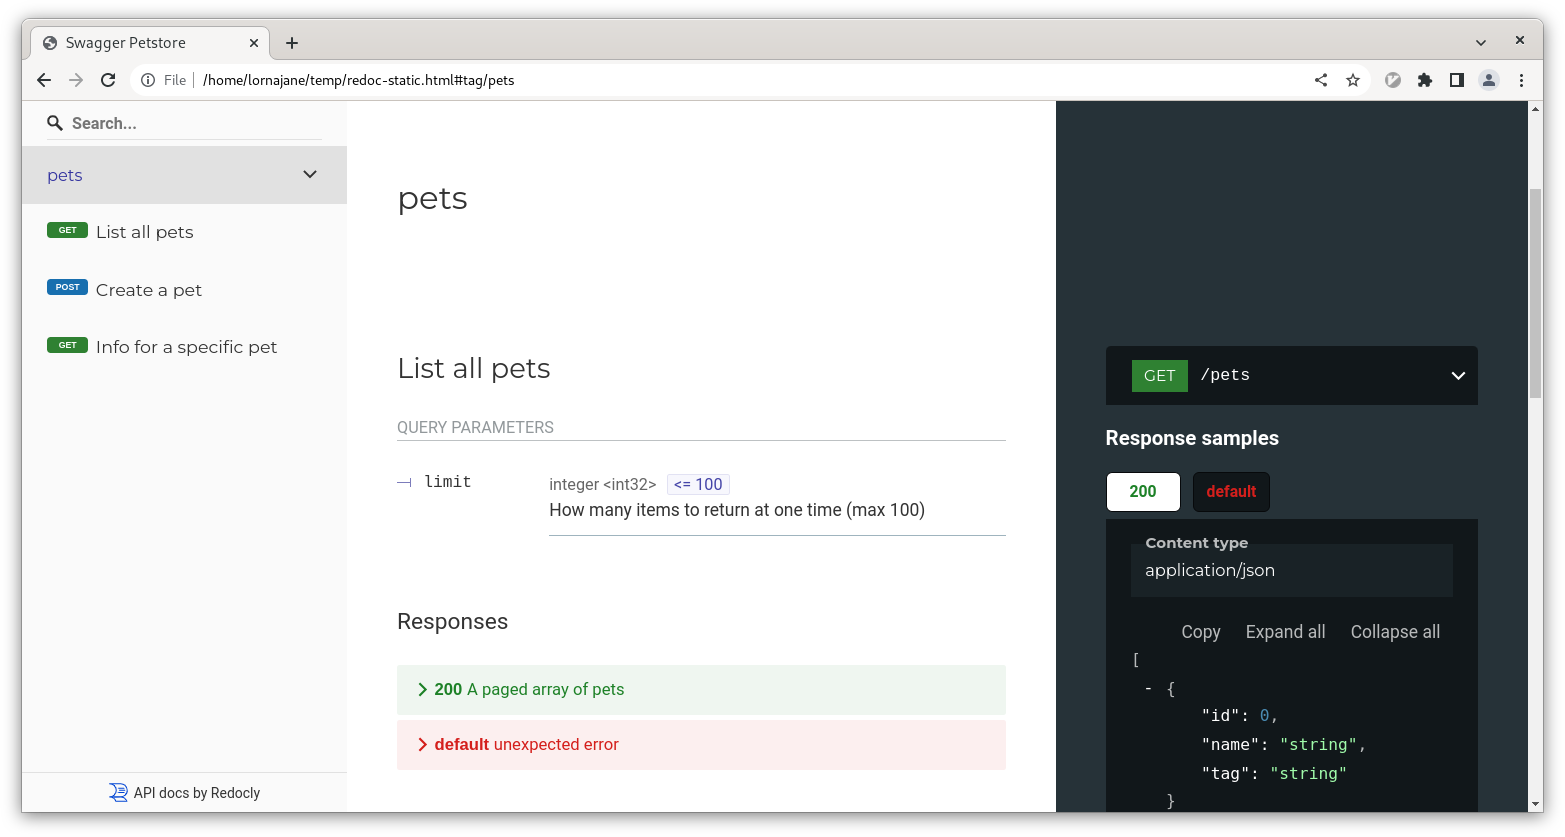 Swagger Petstore
File /home/lornajane/temp/redoc-static.html#tag/pets
Search...
pets
GET List all pets
POST Create a pet
GET Info for a specific pet
API docs by Redocly
pets
List all pets
QUERY PARAMETERS
limit
integer <int32> <= 100
How many items to return at one time (max 100)
Responses
200 A paged array of pets
default unexpected error
GET /pets
Response samples
200 default
Content type
application/json
Copy Expand all Collapse all
[
- {
"id": 0,
"name": "string",
"tag": "string"
}